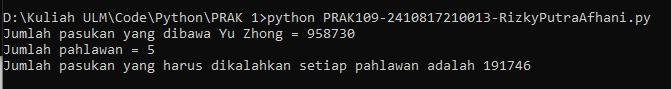 D:\Kuliah ULM\Code\Python\PRAK 1>python PRAK109-2410817210013-RizkyPutraAfhani.py
Jumlah pasukan yang dibawa Yu Zhong = 958730
Jumlah pahlawan = 5
Jumlah pasukan yang harus dikalahkan setiap pahlawan adalah 191746